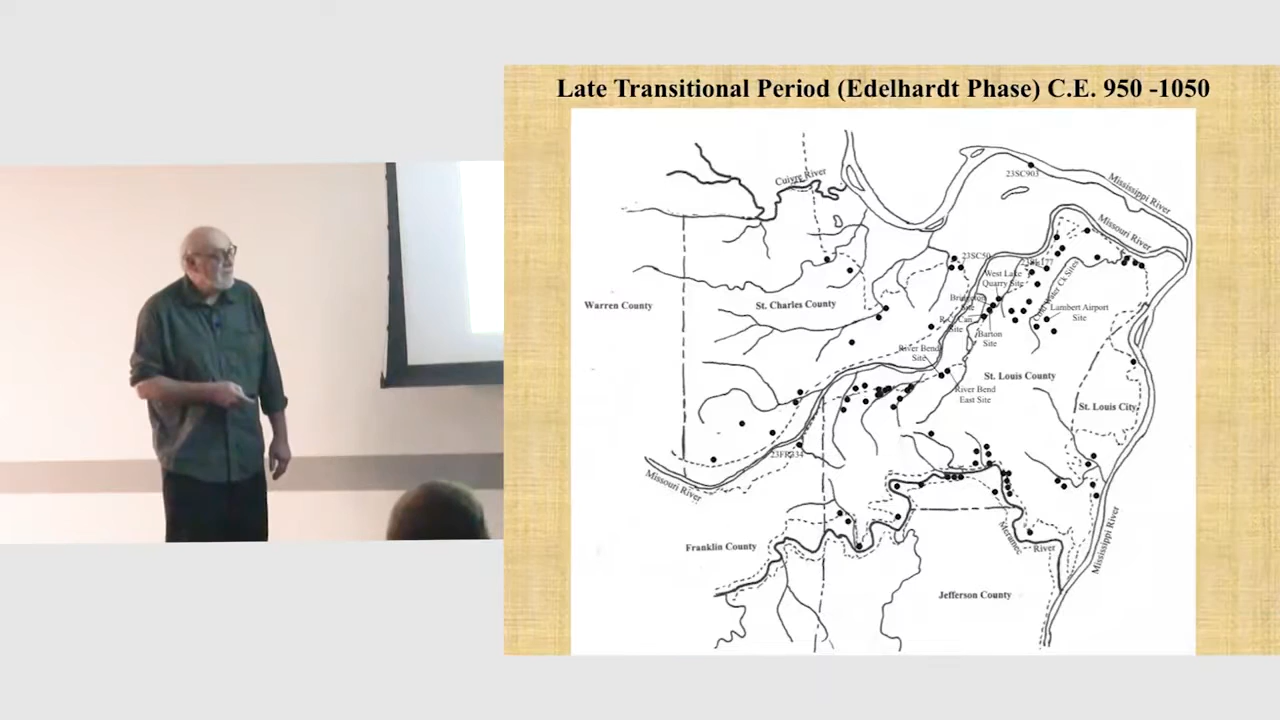 Late Transitional Period (Edelhardt Phase) C.E. 950 -1050
23SC903
Cuivre River
Mississippi River
Missouri River
23SC50
West Lake
Quarry Site
Warren County
St. Charles County
Site
Lambert Airport
Site
Site
Barton
Site
River Bend
Site
St. Louis County
River Bend
East Site
St. Louis City
Missouri River
Mississippi River
Meramec
River
Franklin County
Jefferson County